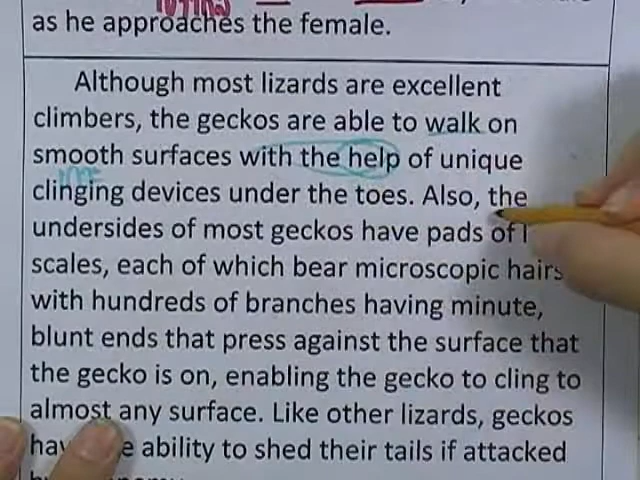 as he approaches the female.
Although most lizards are excellent
climbers, the geckos are able to walk on
smooth surfaces with the help of unique
clinging devices under the toes. Also, the
undersides of most geckos have pads of
scales, each of which bear microscopic hairs
with hundreds of branches having minute,
blunt ends that press against the surface that
the gecko is on, enabling the gecko to cling to
almost any surface. Like other lizards, geckos
ability to shed their tails if attacked